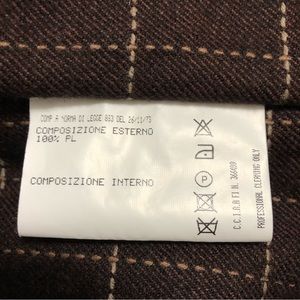 COMP. A NORMA DI LEGGE 883 DEL 26/11/73
COMPOSIZIONE ESTERNO
100% PL
COMPOSIZIONE INTERNO
P
C.C.I.A.A FI N. 366189
PROFESSIONAL CLEANING ONLY